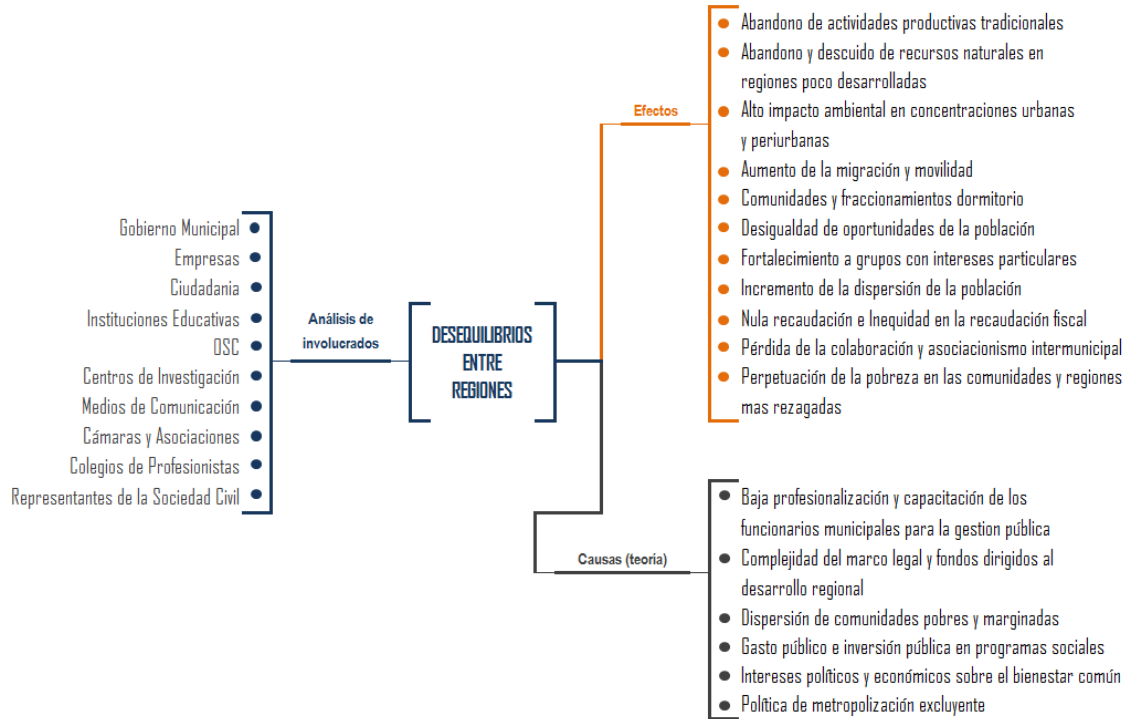 Gobierno Municipal
Empresas
Ciudadania
Instituciones Educativas
OSC
Centros de Investigación
Medios de Comunicación
Cámaras y Asociaciones
Colegios de Profesionistas
Representantes de la Sociedad Civil
Análisis de
involucrados
DESEQUILIBRIOS
ENTRE
REGIONES
Efectos
Abandono de actividades productivas tradicionales
Abandono y descuido de recursos naturales en
regiones poco desarrolladas
Alto impacto ambiental en concentraciones urbanas
y periurbanas
Aumento de la migración y movilidad
Comunidades y fraccionamientos dormitorio
Desigualdad de oportunidades de la población
Fortalecimiento a grupos con intereses particulares
Incremento de la dispersión de la población
Nula recaudación e Inequidad en la recaudación fiscal
Pérdida de la colaboración y asociacionismo intermunicipal
Perpetuación de la pobreza en las comunidades y regiones
mas rezagadas
Causas (teoría)
Baja profesionalización y capacitación de los
funcionarios municipales para la gestion pública
Complejidad del marco legal y fondos dirigidos al
desarrollo regional
Dispersión de comunidades pobres y marginadas
Gasto público e inversión pública en programas sociales
Intereses políticos y económicos sobre el bienestar común
Política de metropolización excluyente